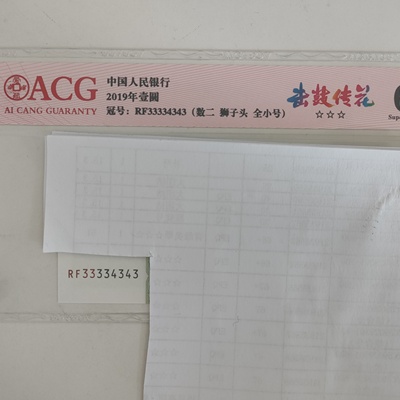 ACG
AI CANG GUARANTY
中国人民银行
2019年壹圆
冠号: RF33334343 (数二 狮子头 全小号)
击鼓传花
☆☆☆
RF33334343